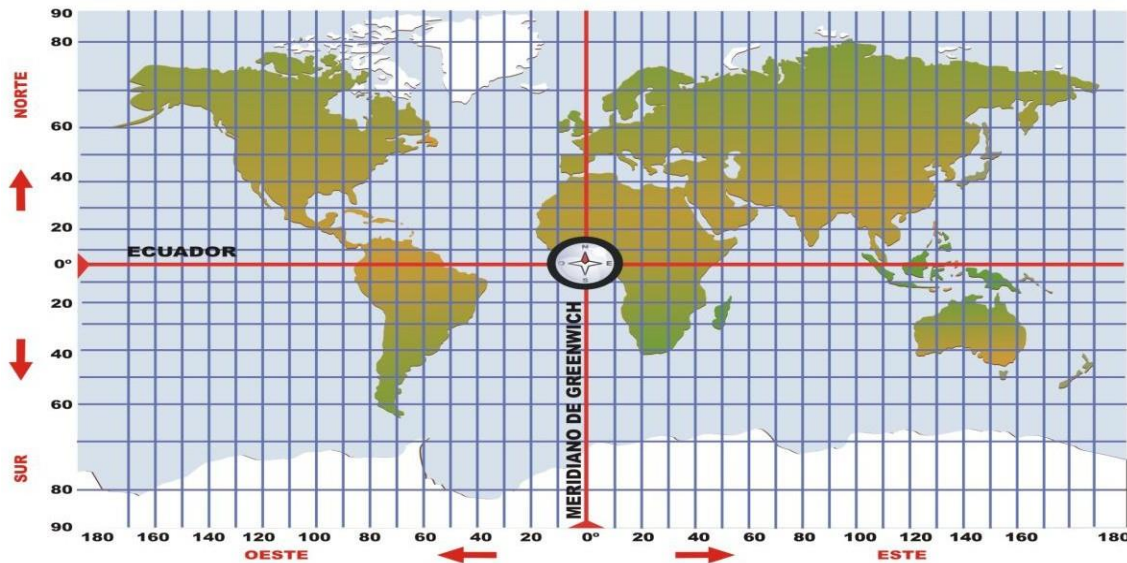 90
80
NORTE
60
40
20
ECUADOR
0º
20
40
60
SUR
80
90
MERIDIANO DE GREENWICH
N
E
S
180 160 140 120 100 80 60 40 20 0º 20 40 60 80 100 120 140 160 180
OESTE
ESTE